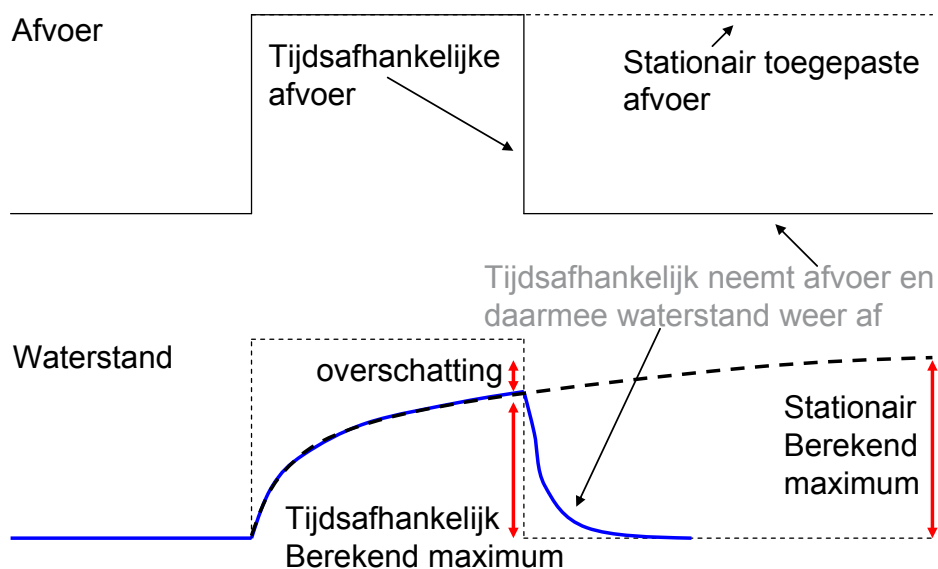 Afvoer
Tijdsafhankelijke
afvoer
Stationair toegepaste
afvoer
Tijdsafhankelijk neemt afvoer en
daarmee waterstand weer af
Waterstand
overschatting
Stationair
Berekend
maximum
Tijdsafhankelijk
Berekend maximum